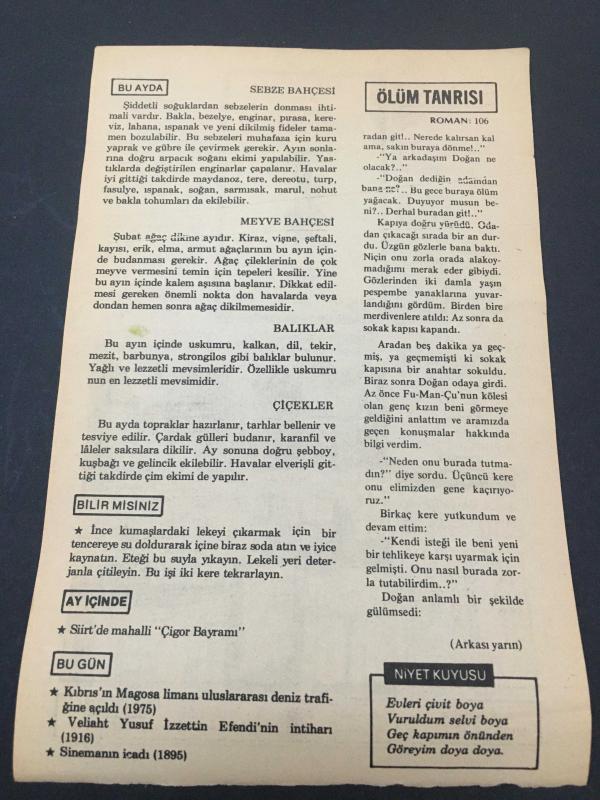 BU AYDA
SEBZE BAHÇESİ
Şiddetli soğuklardan sebzelerin donması ihti-
mali vardır. Bakla, bezelye, enginar, pırasa, kere-
viz, lahana, ıspanak ve yeni dikilmiş fideler tama-
men bozulabilir. Bu sebzeleri muhafaza için kuru
yaprak ve gübre ile çevirmek gerekir. Ayın sonla-
rına doğru arpacık soğanı ekimi yapılabilir. Yas-
tıklarda değiştirilen enginarlar çapalanır. Havalar
iyi gittiği takdirde maydanoz, tere, dereotu, turp,
fasulye, ıspanak, soğan, sarmısak, marul, nohut
ve bakla tohumları da ekilebilir.
MEYVE BAHÇESİ
Şubat ağaç dikme ayıdır. Kiraz, vişne, şeftali,
kayısı, erik, elma, armut ağaçlarının bu ayın için-
de budanması gerekir. Ağaç çileklerinin de çok
meyve vermesini temin için tepeleri kesilir. Yine
bu ayın içinde kalem aşısına başlanır. Dikkat edil-
mesi gereken önemli nokta don havalarda veya
dondan hemen sonra ağaç dikilmemesidir.
BALIKLAR
Bu ayın içinde uskumru, kalkan, dil, tekir,
mezit, barbunya, strongilos gibi balıklar bulunur.
Yağlı ve lezzetli mevsimleridir. Özellikle uskumru
nun en lezzetli mevsimidir.
ÇİÇEKLER
Bu ayda topraklar hazırlanır, tarhlar bellenir ve
tesviye edilir. Çardak gülleri budanır, karanfil ve
lâleler saksılara dikilir. Ay sonuna doğru şebboy,
kuşbağı ve gelincik ekilebilir. Havalar elverişli git-
tiği takdirde çim ekimi de yapılır.
BİLİR MİSİNİZ
★ İnce kumaşlardaki lekeyi çıkarmak için bir
tencereye su doldurarak içine biraz soda atın ve iyice
kaynatın. Eteği bu suyla yıkayın. Lekeli yeri deter-
janla çitileyin. Bu işi iki kere tekrarlayın.
AY İÇİNDE
★ Siirt'de mahalli "Çigor Bayramı"
BU GÜN
★ Kıbrıs'ın Magosa limanı uluslararası deniz trafi-
ğine açıldı (1975)
★ Veliaht Yusuf İzzettin Efendi'nin intiharı
(1916)
★ Sinemanın icadı (1895)
ÖLÜM TANRISI
ROMAN: 106
radan git!.. Nerede kalırsan kal
ama, sakın buraya dönme!.."
-"Ya arkadaşım Doğan ne
olacak?.."
-"Doğan dediğin adamdan
bana ne?.. Bu gece buraya ölüm
yağacak. Duyuyor musun be-
ni?.. Derhal buradan git!.."
Kapıya doğru yürüdü. Oda-
dan çıkacağı sırada bir an dur-
du. Üzgün gözlerle bana baktı.
Niçin onu zorla orada alakoy-
madığımı merak eder gibiydi.
Gözlerinden iki damla yaşın
pespembe yanaklarına yuvar-
landığını gördüm. Birden bire
merdivenlere atıldı: Az sonra da
sokak kapısı kapandı.
Aradan beş dakika ya geç-
miş, ya geçmemişti ki sokak
kapısına bir anahtar sokuldu.
Biraz sonra Doğan odaya girdi.
Az önce Fu-Man-Çu'nun kölesi
olan genç kızın beni görmeye
geldiğini anlattım ve aramızda
geçen konuşmalar hakkında
bilgi verdim.
-"Neden onu burada tutma-
dın?" diye sordu. Üçüncü kere
onu elimizden gene kaçırıyo-
ruz."
Birkaç kere yutkundum ve
devam ettim:
-"Kendi isteği ile beni yeni
bir tehlikeye karşı uyarmak için
gelmişti. Onu nasıl burada zor-
la tutabilirdim..?"
Doğan anlamlı bir şekilde
gülümsedi:
(Arkası yarın)
NİYET KUYUSU
Evleri çivit boya
Vuruldum selvi boya
Geç kapımın önünden
Göreyim doya doya.